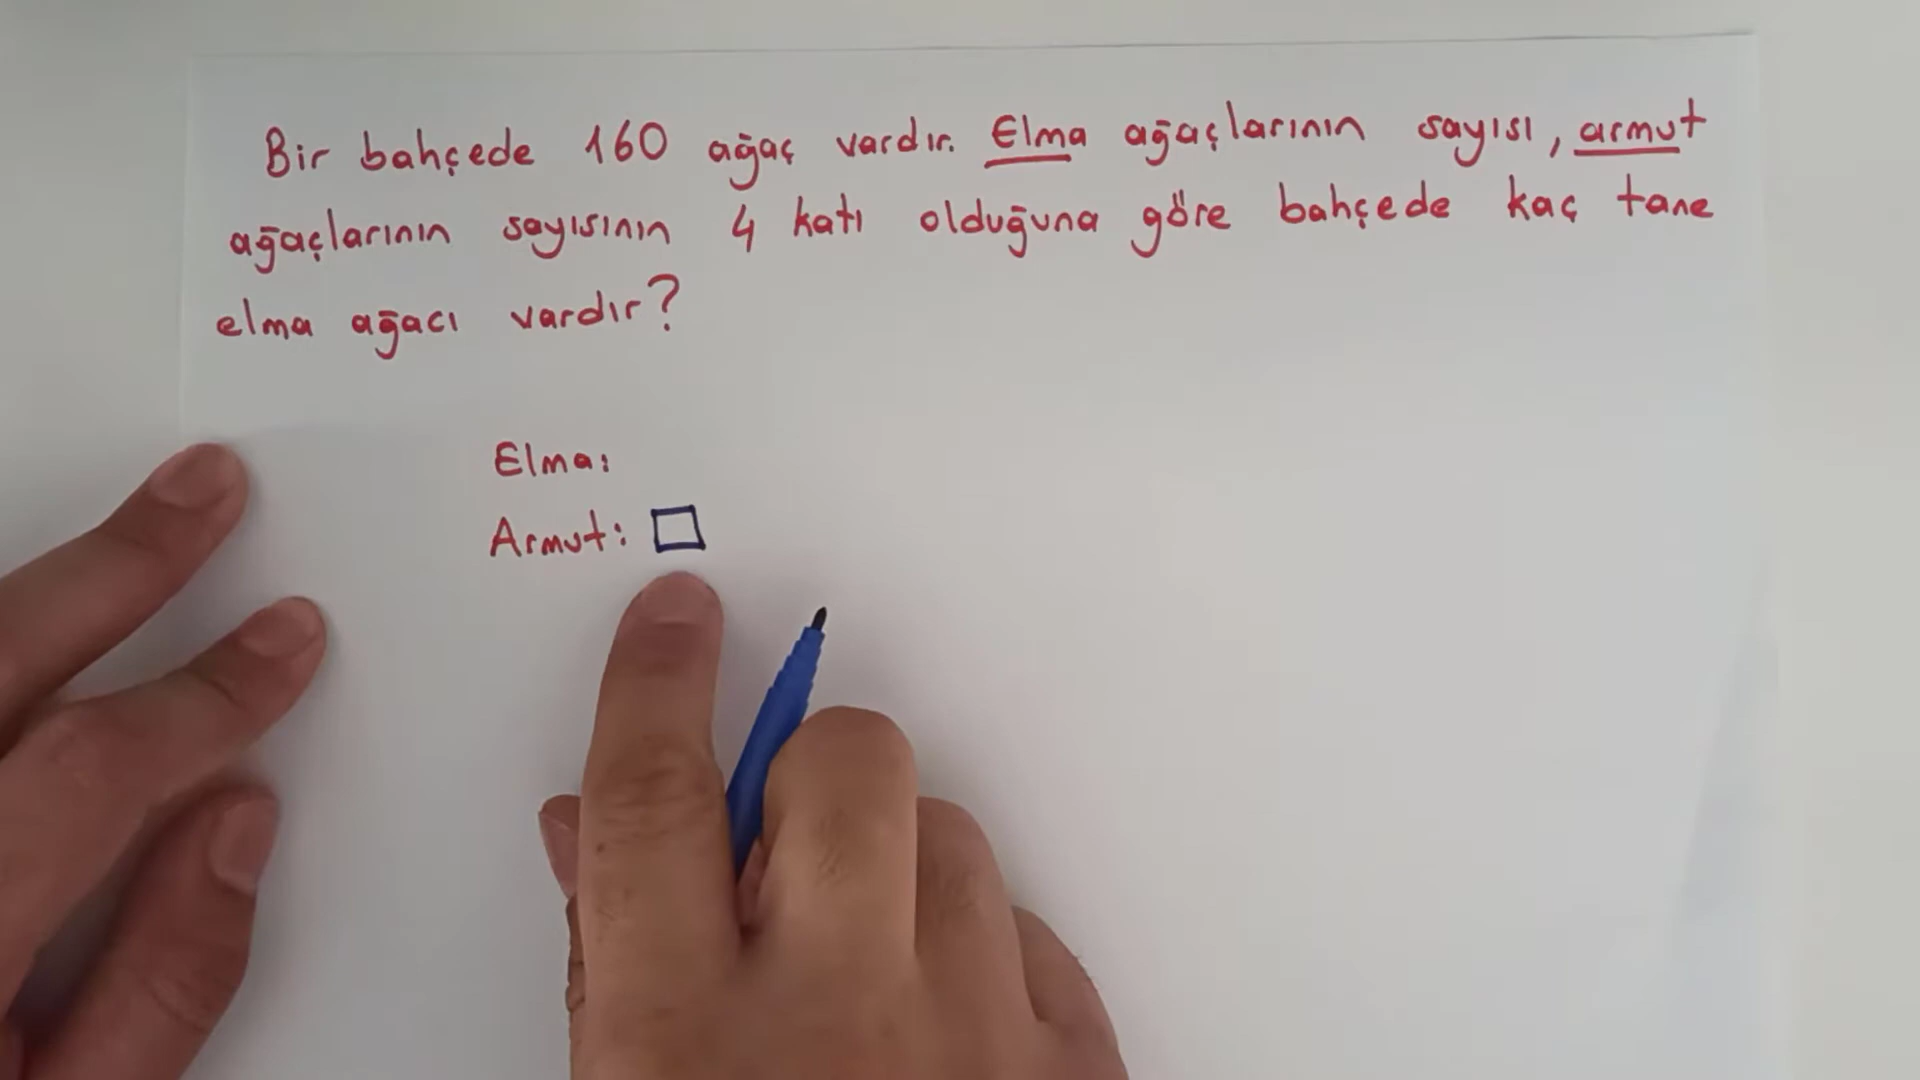 Bir bahçede 160 ağaç vardır. Elma ağaçlarının sayısı, armut
ağaçlarının sayısının 4 katı olduğuna göre bahçede kaç tane
elma ağacı vardır?
Elma:
Armut: